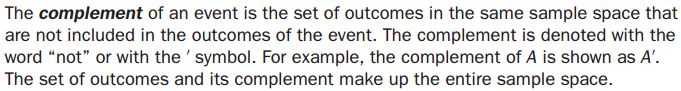 The complement of an event is the set of outcomes in the same sample space that
are not included in the outcomes of the event. The complement is denoted with the
word “not” or with the ′ symbol. For example, the complement of A is shown as A′.
The set of outcomes and its complement make up the entire sample space.